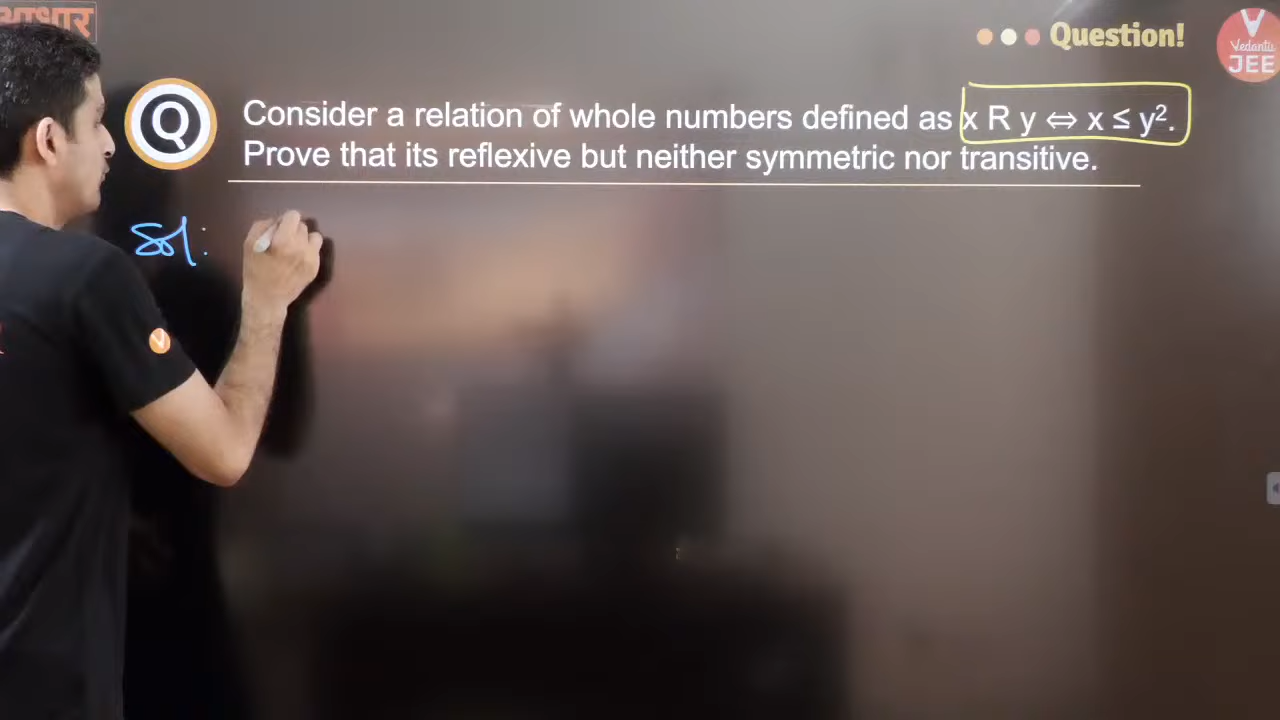 आधार
Question!
Vedantu
JEE
Q
Consider a relation of whole numbers defined as x R y ⇔ x ≤ y².
Prove that its reflexive but neither symmetric nor transitive.
Sol: